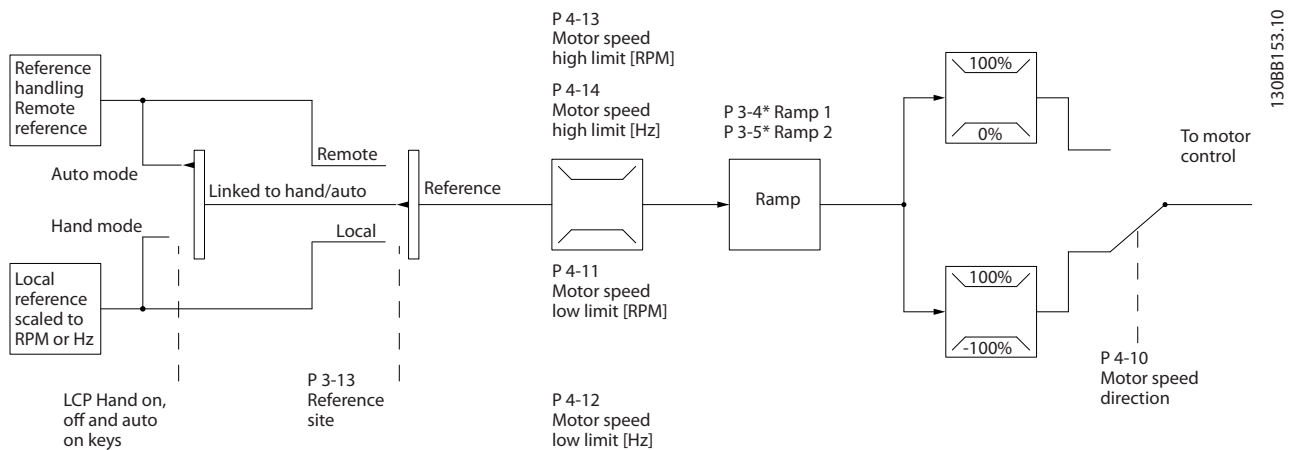 P 4-13
Motor speed
high limit [RPM]
P 4-14
Motor speed
high limit [Hz]
130BB153.10
Reference
handling
Remote
reference
Auto mode
Hand mode
Local
reference
scaled to
RPM or Hz
LCP Hand on,
off and auto
on keys
Linked to hand/auto
Remote
Local
P 3-13
Reference
site
Reference
P 4-11
Motor speed
low limit [RPM]
P 4-12
Motor speed
low limit [Hz]
P 3-4* Ramp 1
P 3-5* Ramp 2
Ramp
100%
0%
100%
-100%
To motor
control
P 4-10
Motor speed
direction